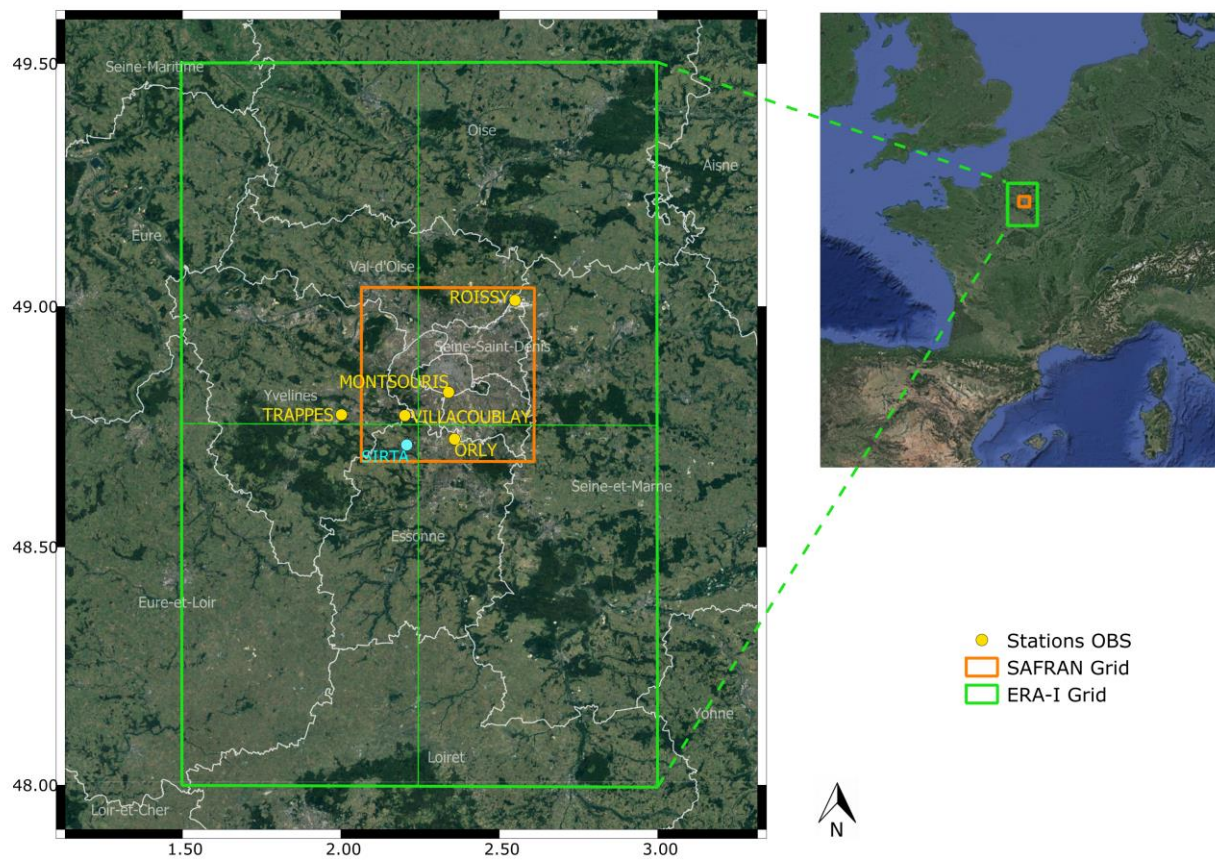 49.50
49.00
48.50
48.00
1.50
2.00
2.50
3.00
Seine-Maritime
Oise
Aisne
Eure
Val-d'Oise
ROISSY
Seine-Saint-Denis
MONTSOURIS
Yvelines
TRAPPES
VILLACOUBLAY
SIRTA
ORLY
Seine-et-Marne
Essonne
Eure-et-Loir
Yonne
Loiret
Loir-et-Cher
Stations OBS
SAFRAN Grid
ERA-I Grid
N